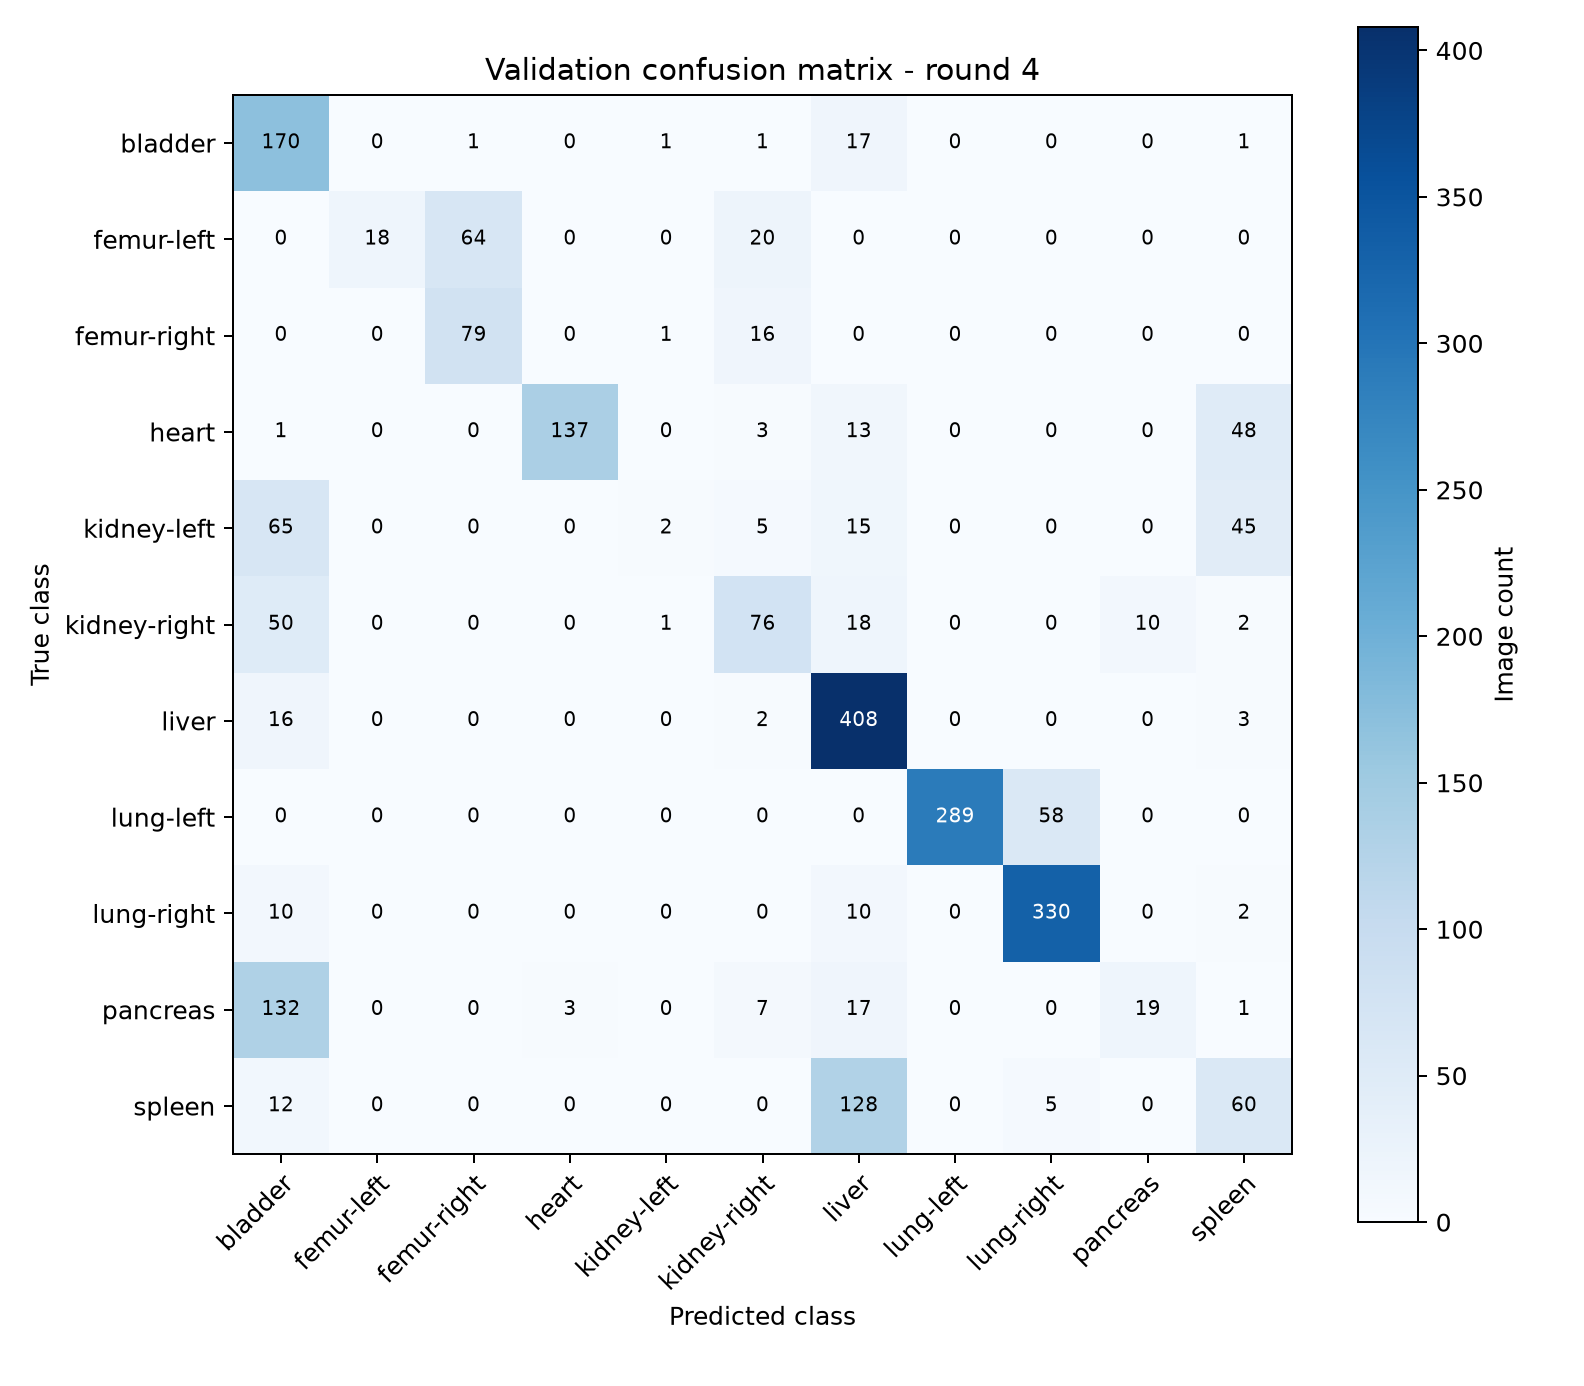 Validation confusion matrix - round 4
bladder 170 0 1 0 1 1 17 0 0 0 1
femur-left 0 18 64 0 0 20 0 0 0 0 0
femur-right 0 0 79 0 1 16 0 0 0 0 0
heart 1 0 0 137 0 3 13 0 0 0 48
kidney-left 65 0 0 0 2 5 15 0 0 0 45
kidney-right 50 0 0 0 1 76 18 0 0 10 2
liver 16 0 0 0 0 2 408 0 0 0 3
lung-left 0 0 0 0 0 0 0 289 58 0 0
lung-right 10 0 0 0 0 0 10 0 330 0 2
pancreas 132 0 0 3 0 7 17 0 0 19 1
spleen 12 0 0 0 0 0 128 0 5 0 60
True class
bladder femur-left femur-right heart kidney-left kidney-right liver lung-left lung-right pancreas spleen
Predicted class
400
350
300
250
200
150
100
50
0
Image count